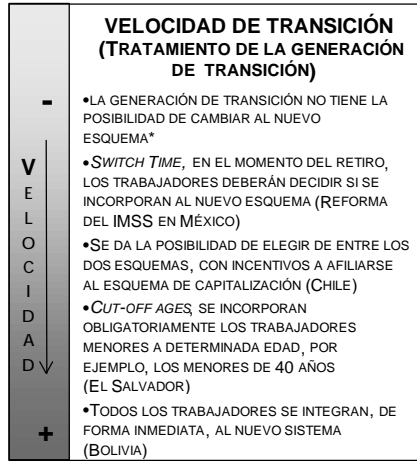 VELOCIDAD DE TRANSICIÓN
(TRATAMIENTO DE LA GENERACIÓN
DE TRANSICIÓN)
-
VELOCIDAD
+
•LA GENERACIÓN DE TRANSICIÓN NO TIENE LA
POSIBILIDAD DE CAMBIAR AL NUEVO
ESQUEMA*
•SWITCH TIME, EN EL MOMENTO DEL RETIRO,
LOS TRABAJADORES DEBERÁN DECIDIR SI SE
INCORPORAN AL NUEVO ESQUEMA (REFORMA
DEL IMSS EN MÉXICO)
•SE DA LA POSIBILIDAD DE ELEGIR DE ENTRE LOS
DOS ESQUEMAS, CON INCENTIVOS A AFILIARSE
AL ESQUEMA DE CAPITALIZACIÓN (CHILE)
•CUT-OFF AGES, SE INCORPORAN
OBLIGATORIAMENTE LOS TRABAJADORES
MENORES A DETERMINADA EDAD, POR
EJEMPLO, LOS MENORES DE 40 AÑOS
(EL SALVADOR)
•TODOS LOS TRABAJADORES SE INTEGRAN, DE
FORMA INMEDIATA, AL NUEVO SISTEMA
(BOLIVIA)